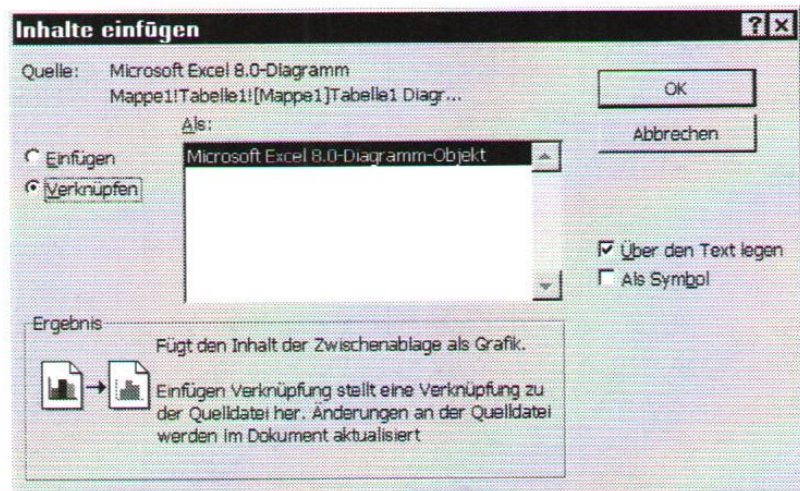 Inhalte einfügen
Quelle: Microsoft Excel 8.0-Diagramm
Mappe1!Tabelle1![Mappe1]Tabelle1 Diagr...
Als:
OK
Abbrechen
Einfügen
Verknüpfen
Microsoft Excel 8.0-Diagramm-Objekt
Über den Text legen
Als Symbol
Ergebnis
Fügt den Inhalt der Zwischenablage als Grafik.
Einfügen Verknüpfung stellt eine Verknüpfung zu
der Quelldatei her. Änderungen an der Quelldatei
werden im Dokument aktualisiert